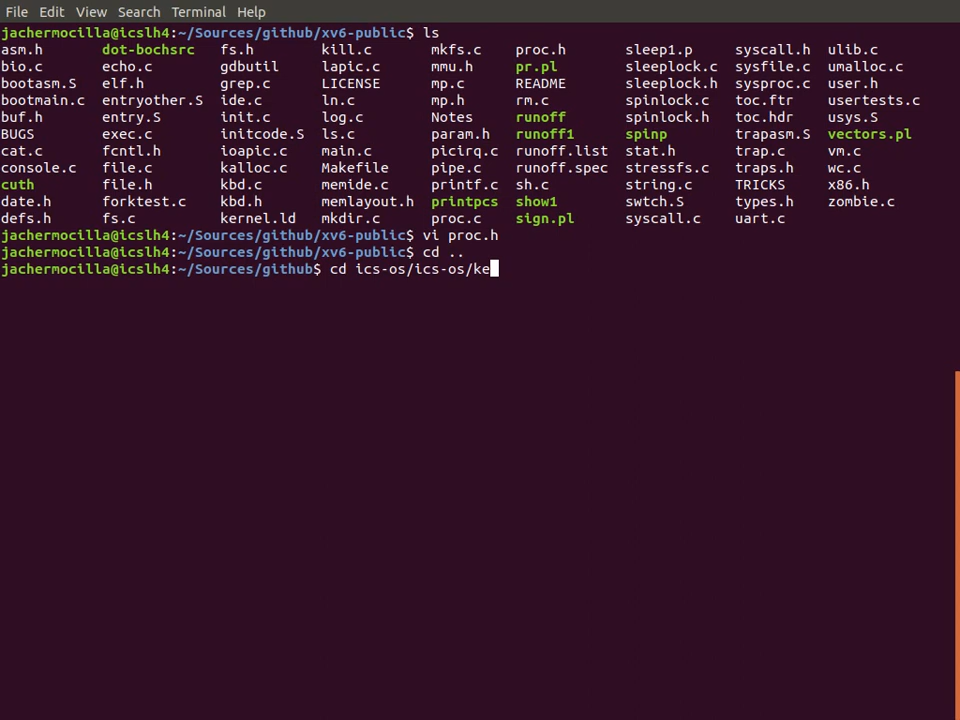 File Edit View Search Terminal Help
jachermocilla@icslh4:~/Sources/github/xv6-public$ ls
asm.h dot-bochsrc fs.h kill.c mkfs.c proc.h sleep1.p syscall.h ulib.c
bio.c echo.c gdbutil lapic.c mmu.h pr.pl sleeplock.c sysfile.c umalloc.c
bootasm.S elf.h grep.c LICENSE mp.c README sleeplock.h sysproc.c user.h
bootmain.c entryother.S ide.c ln.c mp.h rm.c spinlock.c toc.ftr usertests.c
buf.h entry.S init.c log.c Notes runoff spinlock.h toc.hdr usys.S
BUGS exec.c initcode.S ls.c param.h runoff1 spinp trapasm.S vectors.pl
cat.c fcntl.h ioapic.c main.c picirq.c runoff.list stat.h trap.c vm.c
console.c file.c kalloc.c Makefile pipe.c runoff.spec stressfs.c traps.h wc.c
cuth file.h kbd.c memide.c printf.c sh.c string.c TRICKS x86.h
date.h forktest.c kbd.h memlayout.h printpcs show1 swtch.S types.h zombie.c
defs.h fs.c kernel.ld mkdir.c proc.c sign.pl syscall.c uart.c
jachermocilla@icslh4:~/Sources/github/xv6-public$ vi proc.h
jachermocilla@icslh4:~/Sources/github/xv6-public$ cd ..
jachermocilla@icslh4:~/Sources/github$ cd ics-os/ics-os/ke